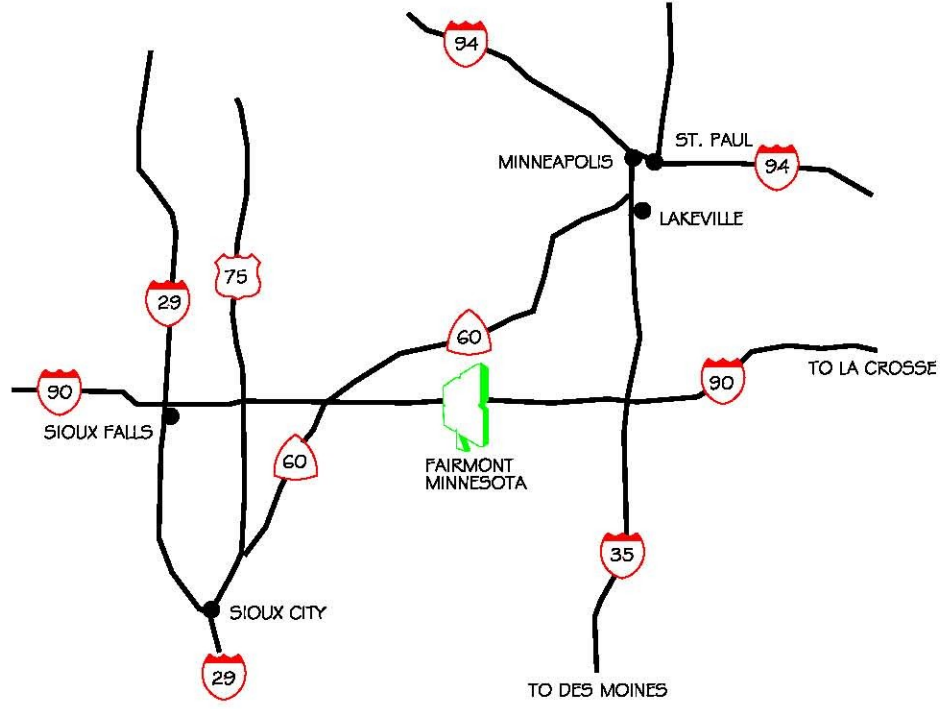 94
ST. PAUL
MINNEAPOLIS
94
LAKEVILLE
75
29
60
TO LA CROSSE
90
90
SIOUX FALLS
60
FAIRMONT
MINNESOTA
35
SIOUX CITY
29
TO DES MOINES